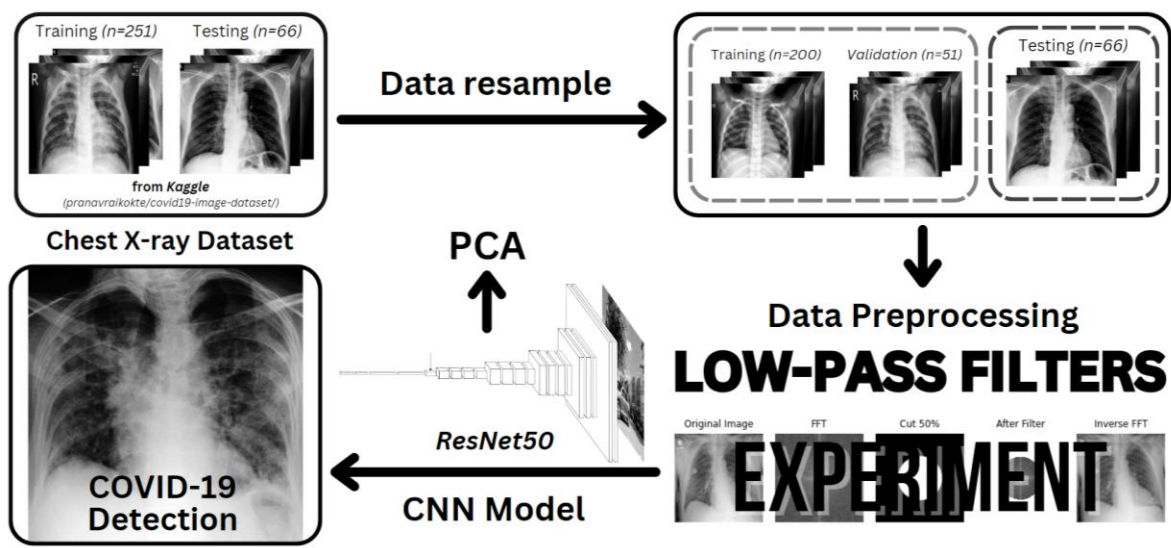 Training (n=251)
Testing (n=66)
R
from Kaggle
(pranavraikokte/covid19-image-dataset/)
Chest X-ray Dataset
Data resample
Training (n=200)
Validation (n=51)
Testing (n=66)
R
Data Preprocessing
LOW-PASS FILTERS
Original Image
FFT
Cut 50%
After Filter
Inverse FFT
EXPERIMENT
PCA
ResNet50
CNN Model
COVID-19
Detection